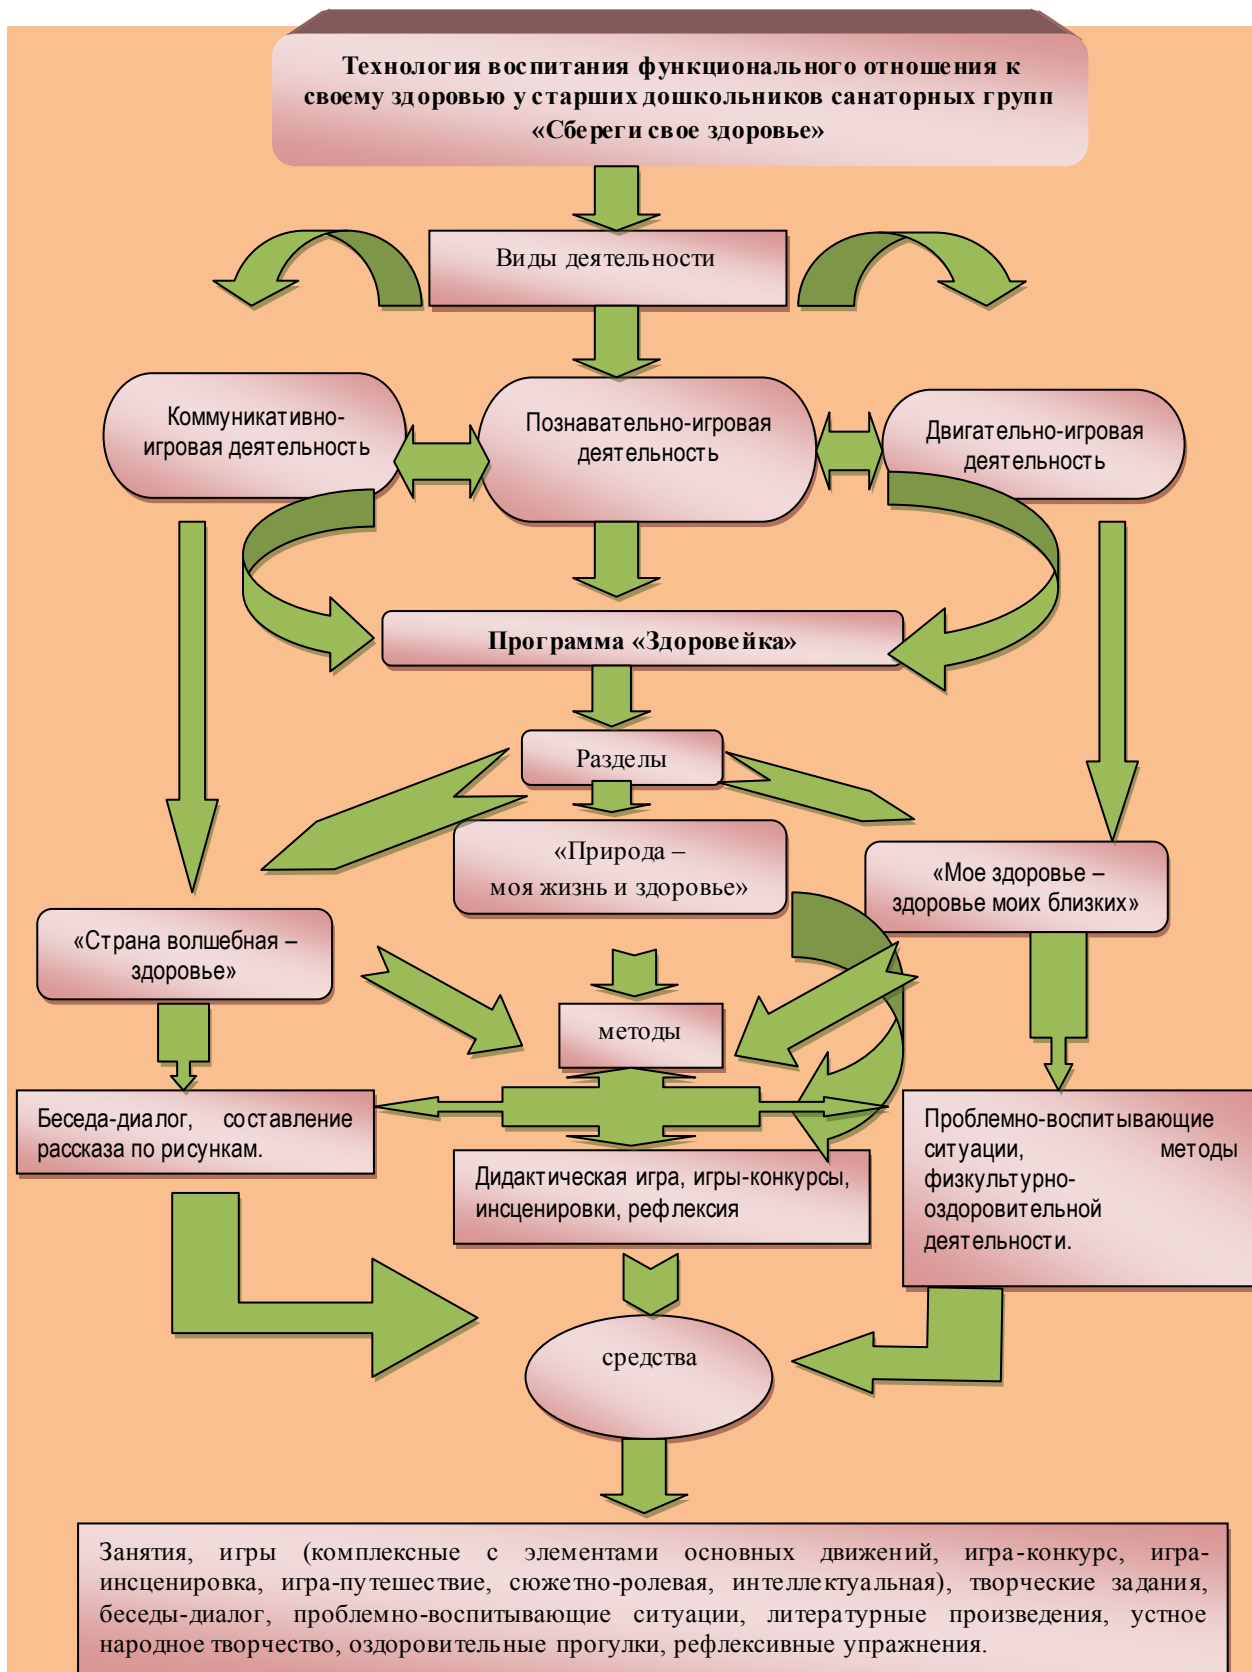 Технология воспитания функционального отношения к
своему здоровью у старших дошкольников санаторных групп
«Сбереги свое здоровье»
Виды деятельности
Коммуникативно-
игровая деятельность
Познавательно-игровая
деятельность
Двигательно-игровая
деятельность
Программа «Здоровейка»
Разделы
«Природа –
моя жизнь и здоровье»
«Мое здоровье –
здоровье моих близких»
«Страна волшебная –
здоровье»
методы
Беседа-диалог, составление
рассказа по рисункам.
Дидактическая игра, игры-конкурсы,
инсценировки, рефлексия
Проблемно-воспитывающие
ситуации, методы
физкультурно-
оздоровительной
деятельности.
средства
Занятия, игры (комплексные с элементами основных движений, игра-конкурс, игра-
инсценировка, игра-путешествие, сюжетно-ролевая, интеллектуальная), творческие задания,
беседы-диалог, проблемно-воспитывающие ситуации, литературные произведения, устное
народное творчество, оздоровительные прогулки, рефлексивные упражнения.